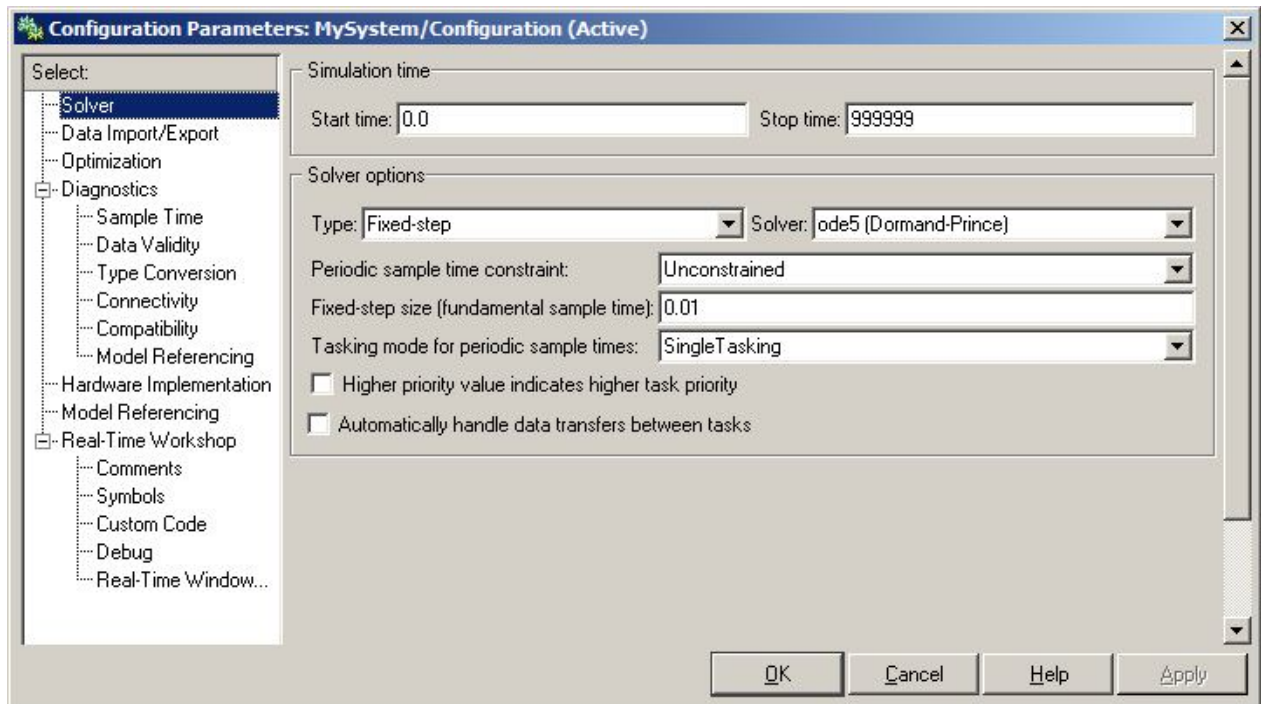 Configuration Parameters: MySystem/Configuration (Active)
Select:
Solver
Data Import/Export
Optimization
Diagnostics
Sample Time
Data Validity
Type Conversion
Connectivity
Compatibility
Model Referencing
Hardware Implementation
Model Referencing
Real-Time Workshop
Comments
Symbols
Custom Code
Debug
Real-Time Window...
Simulation time
Start time: 0.0 Stop time: 999999
Solver options
Type: Fixed-step Solver: ode5 (Dormand-Prince)
Periodic sample time constraint: Unconstrained
Fixed-step size (fundamental sample time): 0.01
Tasking mode for periodic sample times: SingleTasking
Higher priority value indicates higher task priority
Automatically handle data transfers between tasks
OK Cancel Help Apply